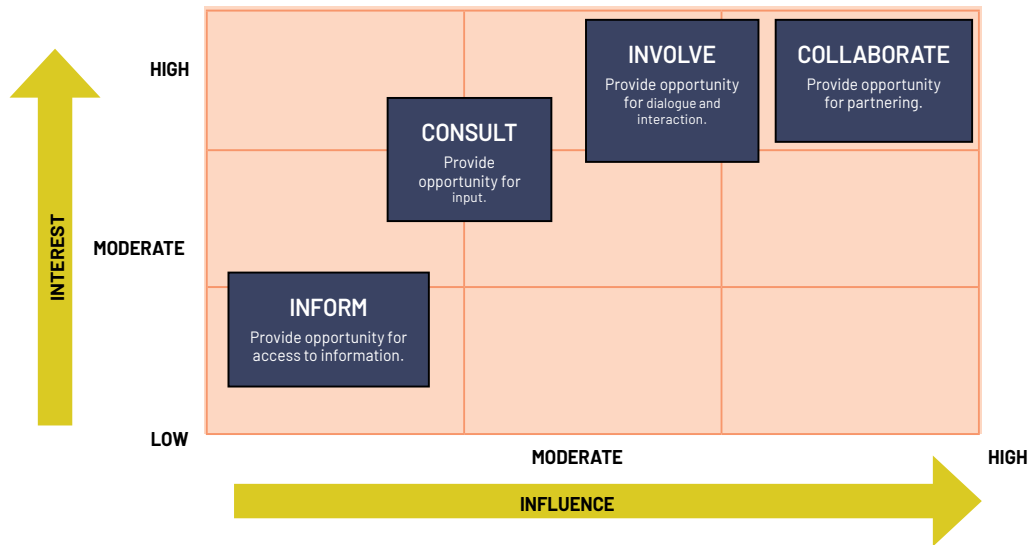 HIGH
INVOLVE
Provide opportunity
for dialogue and
interaction.
COLLABORATE
Provide opportunity
for partnering.
CONSULT
Provide
opportunity for
input.
INTEREST
MODERATE
INFORM
Provide opportunity for
access to information.
LOW
MODERATE
HIGH
INFLUENCE